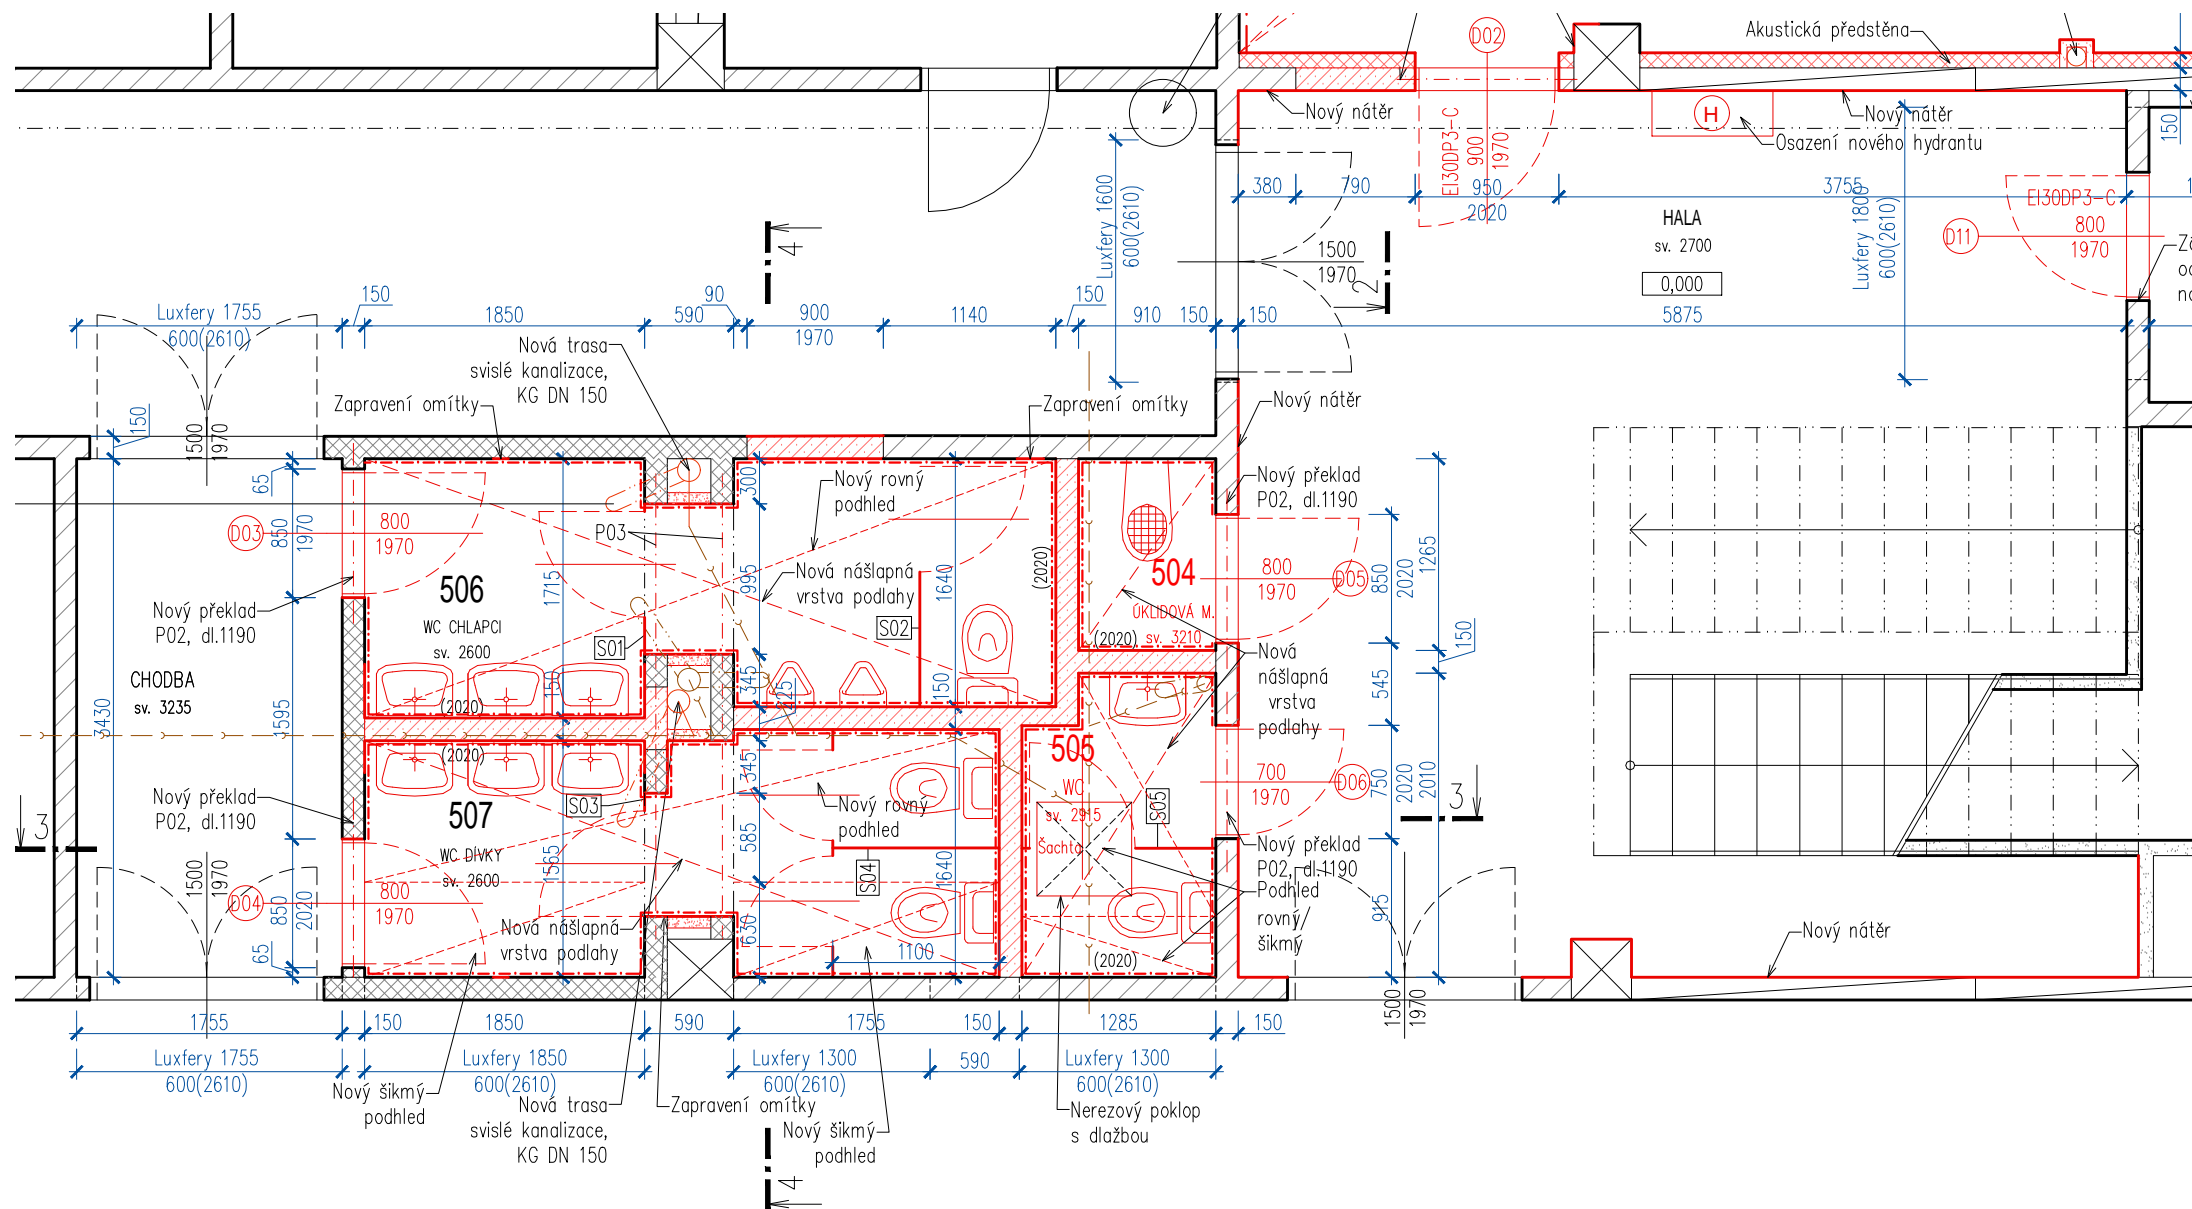 Akustická předstěna
D02
Nový nátěr
H
Nový nátěr
Osazení nového hydrantu
150
EI30DP3-C
900
1970
Luxfery 1600
600(2610)
380
790
950
2020
3755
Luxfery 1800
600(2610)
EI30DP3-C
800
1970
D11
HALA
sv. 2700
0,000
4
1500
1970
2
Luxfery 1755
600(2610)
150
1850
590
90
900
1970
1140
150
910
150
150
5875
Nová trasa
svislé kanalizace,
KG DN 150
Zapravení omítky
Zapravení omítky
Nový nátěr
150
1500
1970
65
850
1970
D03
800
1970
300
Nový rovný
podhled
Nový překlad
P02, dl.1190
P03
506
WC CHLAPCI
sv. 2600
1715
995
Nová nášlapná
vrstva podlahy
1640
(2020)
504
ÚKLIDOVÁ M.
sv. 3210
(2020)
800
1970
D05
850
2020
1265
150
Nový překlad
P02, dl.1190
S01
S02
CHODBA
sv. 3235
3430
1595
150
345
225
150
(2020)
(2020)
Nová
nášlapná
vrstva
podlahy
545
505
WC
sv. 2915
Šachta
S05
700
1970
D06
750
2020
2010
3
Nový překlad
P02, dl.1190
3
507
WC DÍVKY
sv. 2600
S03
1565
345
Nový rovný
podhled
585
S04
1640
Nový překlad
P02, dl.1190
Podhled
rovný
šikmý
915
1500
1970
D04
850
2020
800
1970
65
Nová nášlapná
vrstva podlahy
630
1100
(2020)
Nový nátěr
1500
1970
1755
150
1850
590
1755
150
1285
150
Luxfery 1755
600(2610)
Luxfery 1850
600(2610)
Luxfery 1300
600(2610)
590
Luxfery 1300
600(2610)
Nový šikmý
podhled
Nová trasa
svislé kanalizace,
KG DN 150
Zapravení omítky
Nový šikmý
podhled
Nerezový poklop
s dlažbou
4